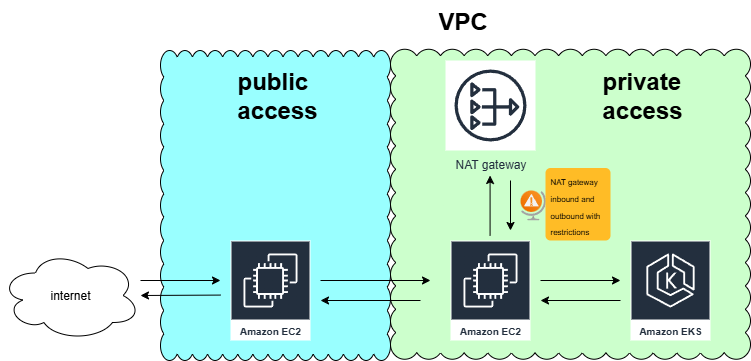 VPC
public
access
private
access
NAT gateway
NAT gateway
inbound and
outbound with
restrictions
internet
Amazon EC2
Amazon EC2
K
Amazon EKS